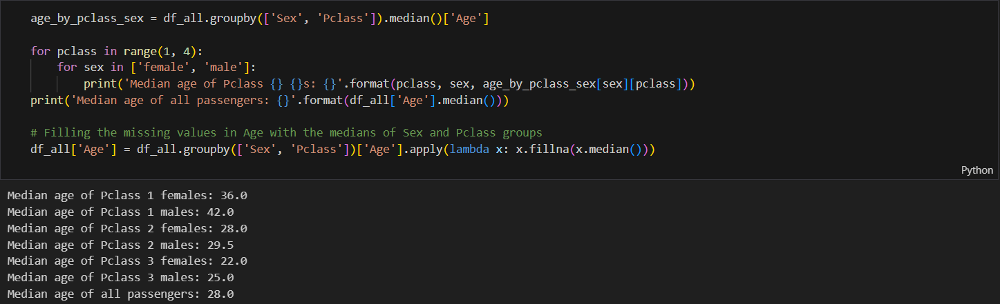 age_by_pclass_sex = df_all.groupby(['Sex', 'Pclass']).median()['Age']
for pclass in range(1, 4):
    for sex in ['female', 'male']:
        print('Median age of Pclass {} {}s: {}'.format(pclass, sex, age_by_pclass_sex[sex][pclass]))
print('Median age of all passengers: {}'.format(df_all['Age'].median()))
# Filling the missing values in Age with the medians of Sex and Pclass groups
df_all['Age'] = df_all.groupby(['Sex', 'Pclass'])['Age'].apply(lambda x: x.fillna(x.median()))
Python
Median age of Pclass 1 females: 36.0
Median age of Pclass 1 males: 42.0
Median age of Pclass 2 females: 28.0
Median age of Pclass 2 males: 29.5
Median age of Pclass 3 females: 22.0
Median age of Pclass 3 males: 25.0
Median age of all passengers: 28.0